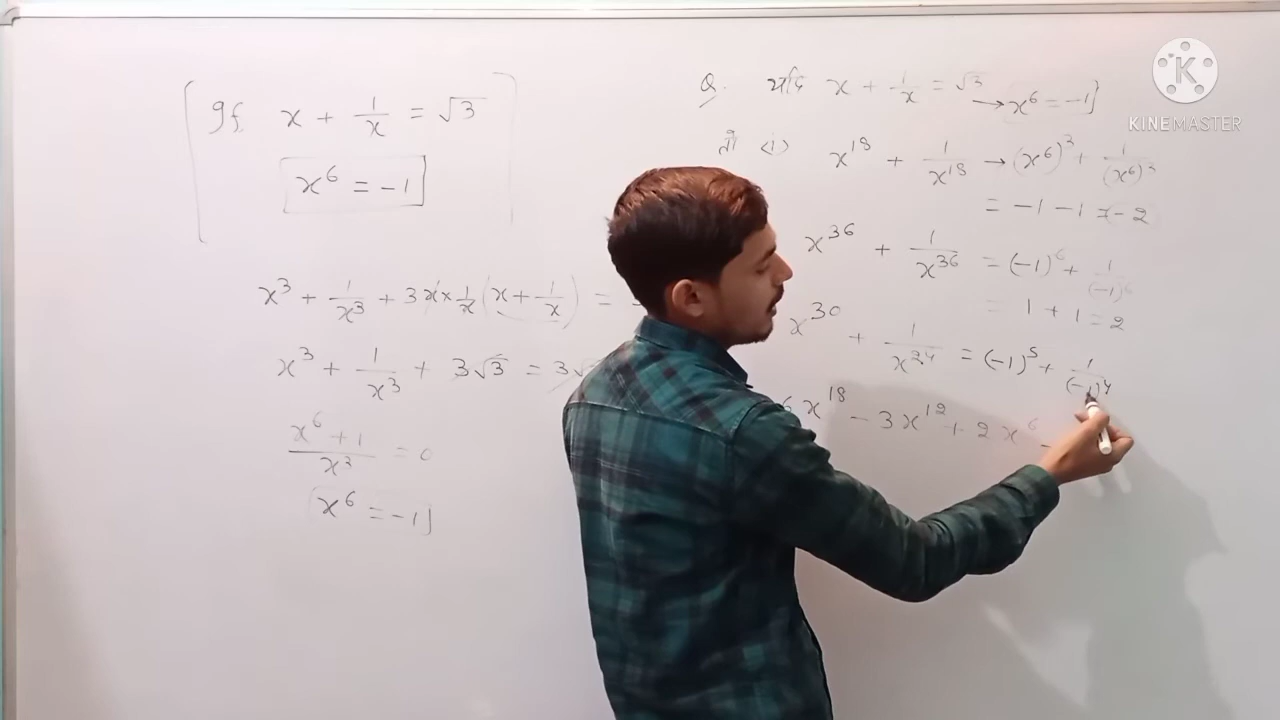 If x + 1/x = √3
x⁶ = -1
x³ + 1/x³ + 3x × 1/x (x + 1/x) =
x³ + 1/x³ + 3√3 = 3√
x⁶ + 1 / x³ = 0
x⁶ = -1
Q. यदि x + 1/x = √3 → x⁶ = -1
तो (i) x¹⁸ + 1/x¹⁸ → (x⁶)³ + 1/(x⁶)³
= -1 - 1 = -2
x³⁶ + 1/x³⁶ = (-1)⁶ + 1/(-1)⁶
= 1 + 1 = 2
x³⁰ + 1/x²⁴ = (-1)⁵ + 1/(-1)⁴
x¹⁸ - 3x¹² + 2x⁶ -
KINEMASTER